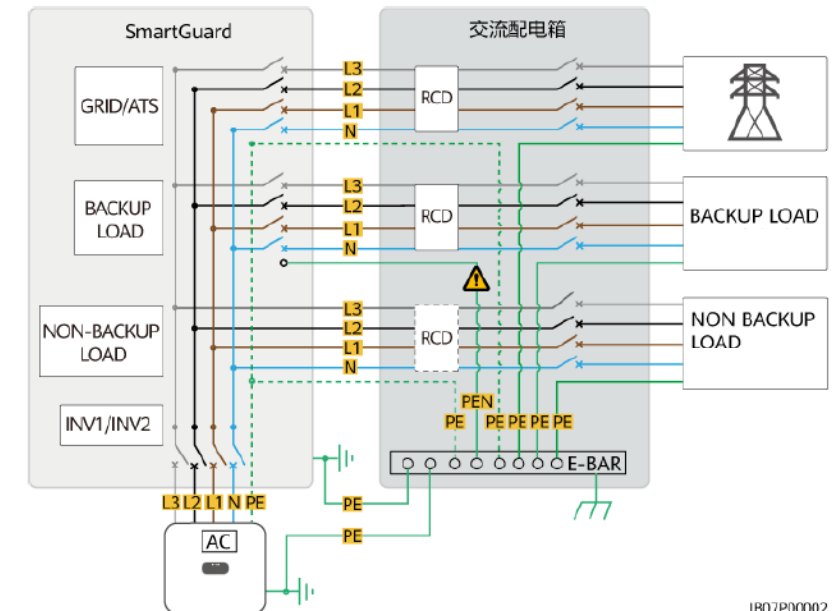 SmartGuard
交流配电箱
GRID/ATS
L3
L2
L1
N
RCD
BACKUP
LOAD
L3
L2
L1
N
RCD
BACKUP LOAD
NON-BACKUP
LOAD
L3
L2
L1
N
RCD
NON BACKUP
LOAD
INV1/INV2
PEN
PE
PE
PE
PE
PE
E-BAR
L3
L2
L1
N
PE
PE
PE
AC
IB07P00002